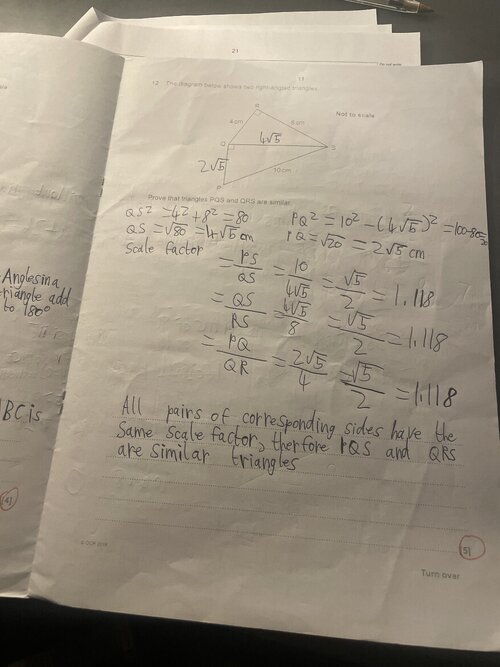 21
11
12 The diagram below shows two right-angled triangles.
Not to scale
R
4 cm
8 cm
4√5
Q
S
2√5
10 cm
P
Prove that triangles PQS and QRS are similar.
QS² = 4² + 8² = 80
QS = √80 = 4√5 cm
PQ² = 10² - (4√5)² = 100-80=20
PQ = √20 = 2√5 cm
Scale factor = PS/QS = 10/4√5 = √5/2 = 1.118
= QS/RS = 4√5/8 = √5/2 = 1.118
= PQ/QR = 2√5/4 = √5/2 = 1.118
All pairs of corresponding sides have the
same scale factor, therfore PQS and QRS
are similar triangles
[5]
© OCR
Turn over
Angles in a
triangle add
to 180°
BC is
[4]